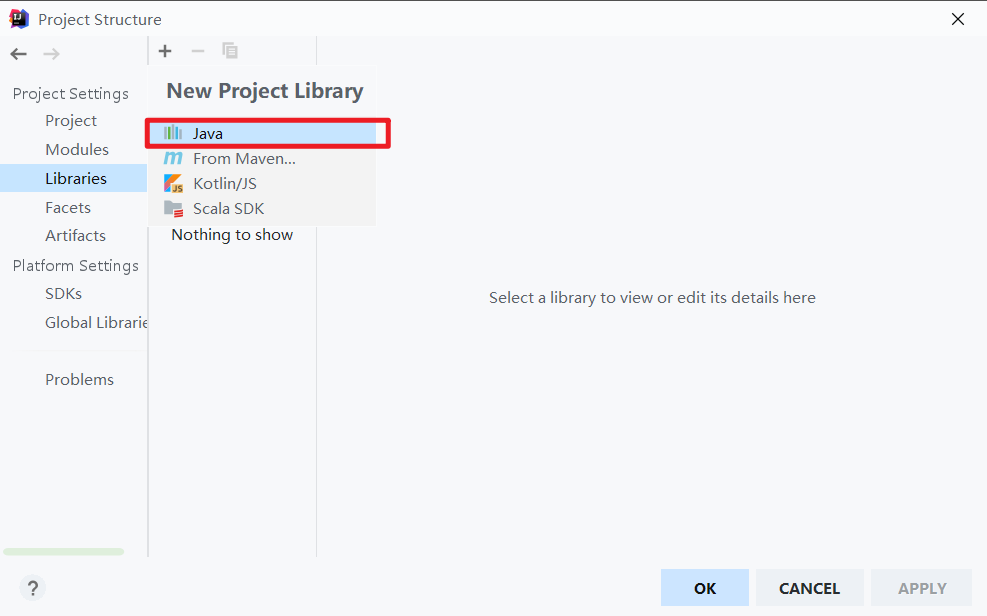 Project Structure
New Project Library
Project Settings
Project
Modules
Libraries
Facets
Artifacts
Platform Settings
SDKs
Global Librarie
Problems
Java
From Maven...
Kotlin/JS
Scala SDK
Nothing to show
Select a library to view or edit its details here
?
OK
CANCEL
APPLY